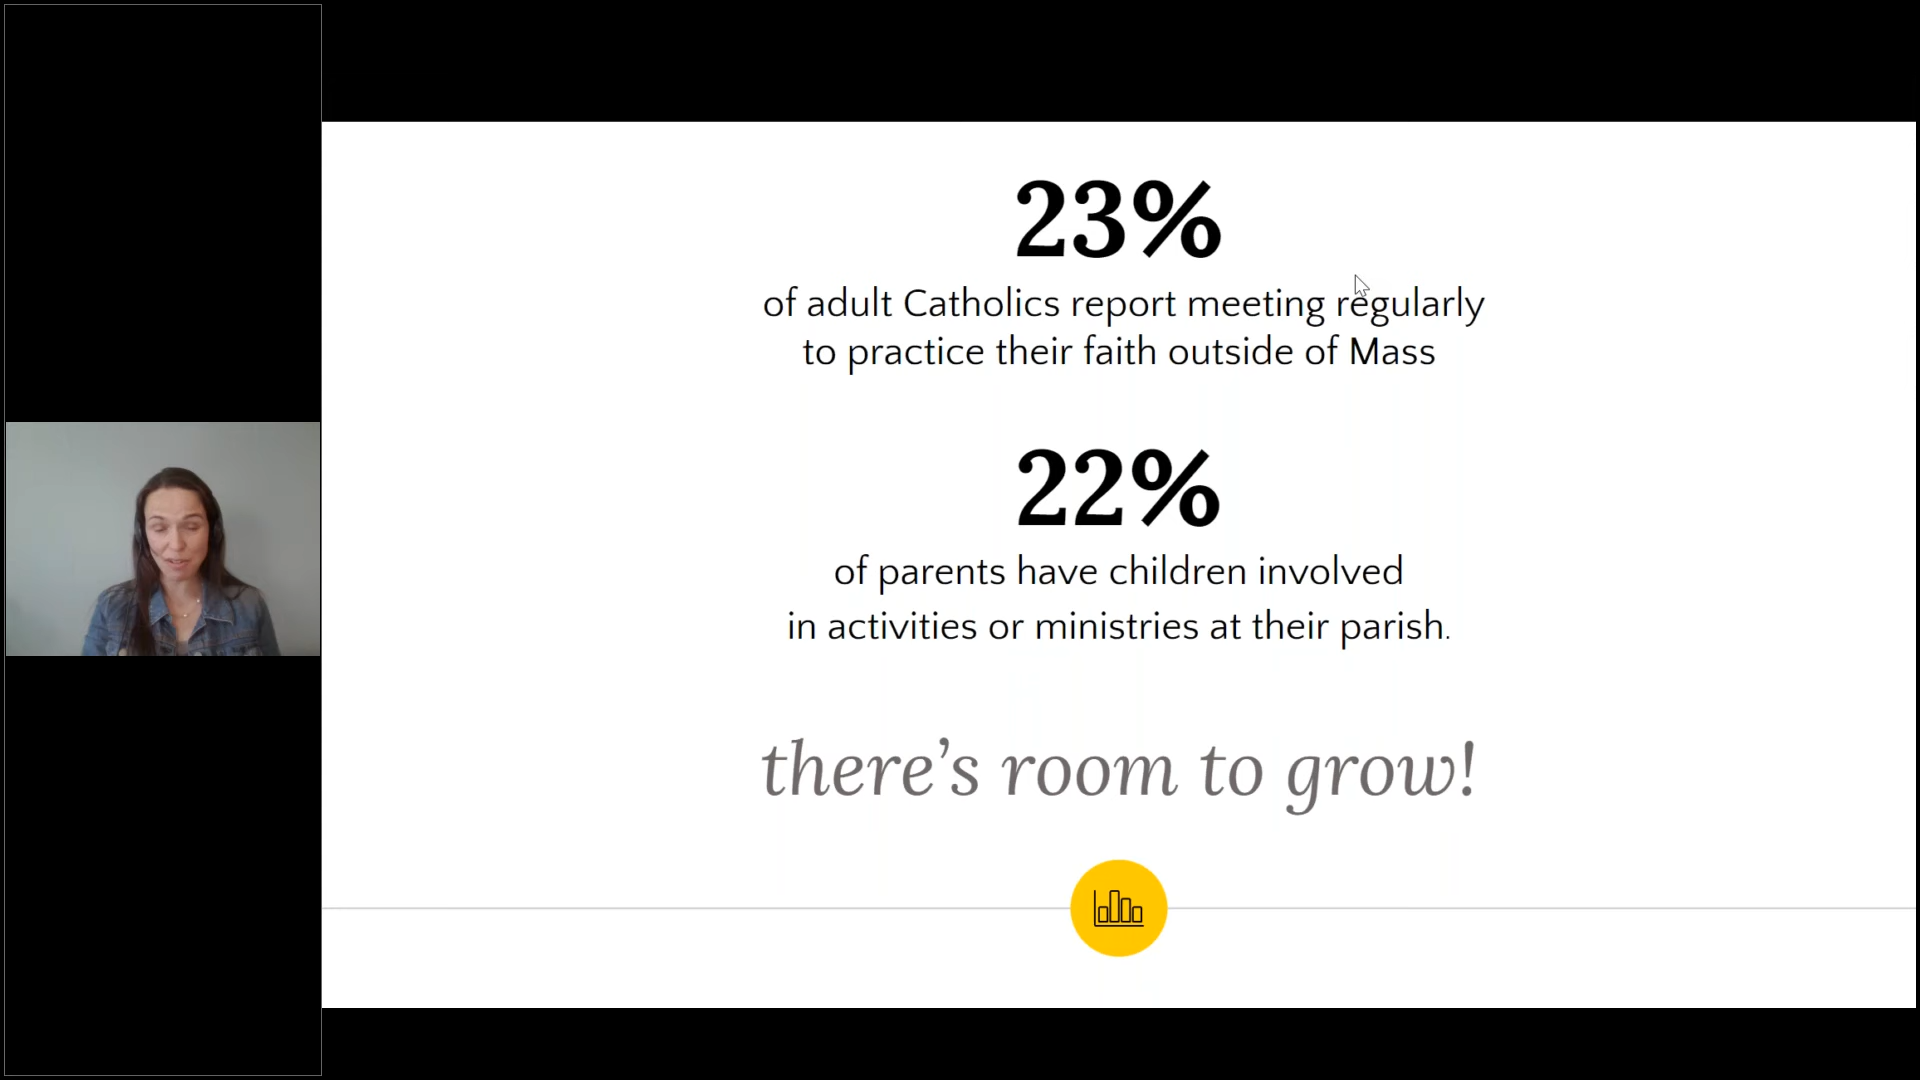 23%
of adult Catholics report meeting regularly
to practice their faith outside of Mass
22%
of parents have children involved
in activities or ministries at their parish.
there’s room to grow!